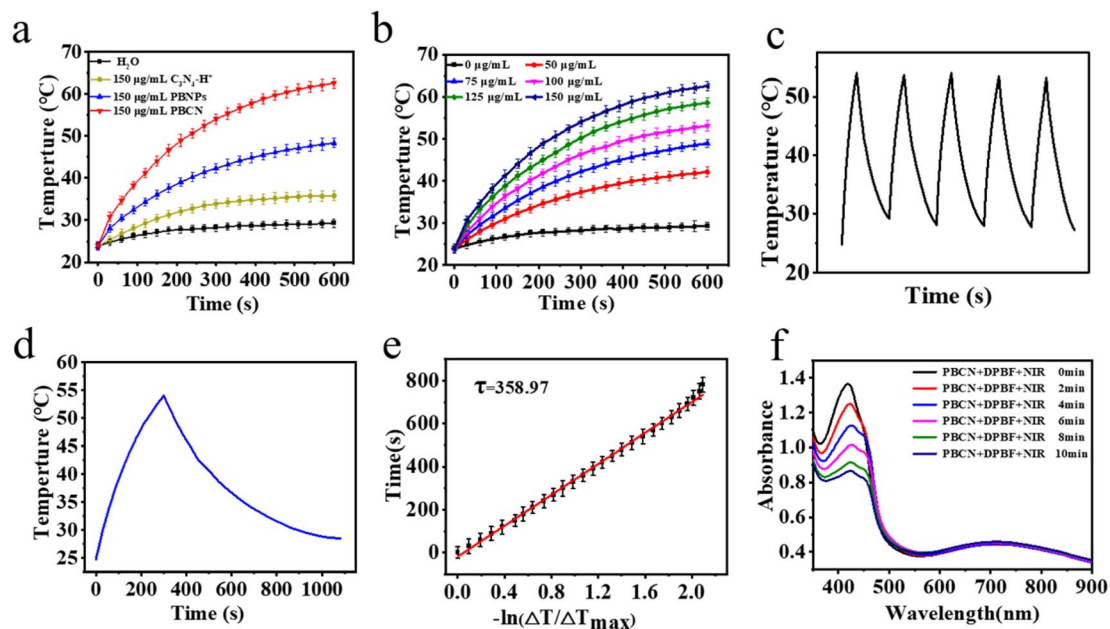 a
70
60
50
40
30
20
Temperture (°C)
H₂O
150 μg/mL C₃N₄-H⁺
150 μg/mL PBNPs
150 μg/mL PBCN
0 100 200 300 400 500 600
Time (s)
b
70
60
50
40
30
20
Temperture (°C)
0 μg/mL 50 μg/mL
75 μg/mL 100 μg/mL
125 μg/mL 150 μg/mL
0 100 200 300 400 500 600
Time (s)
c
50
40
30
20
Temperature (°C)
Time (s)
d
60
55
50
45
40
35
30
25
Temperture (°C)
0 200 400 600 800 1000
Time (s)
e
τ=358.97
800
600
400
200
0
Time(s)
0.0 0.4 0.8 1.2 1.6 2.0
-ln(△T/△Tmax)
f
1.4
1.2
1.0
0.8
0.6
0.4
Absorbance
PBCN+DPBF+NIR 0min
PBCN+DPBF+NIR 2min
PBCN+DPBF+NIR 4min
PBCN+DPBF+NIR 6min
PBCN+DPBF+NIR 8min
PBCN+DPBF+NIR 10min
400 500 600 700 800 900
Wavelength(nm)